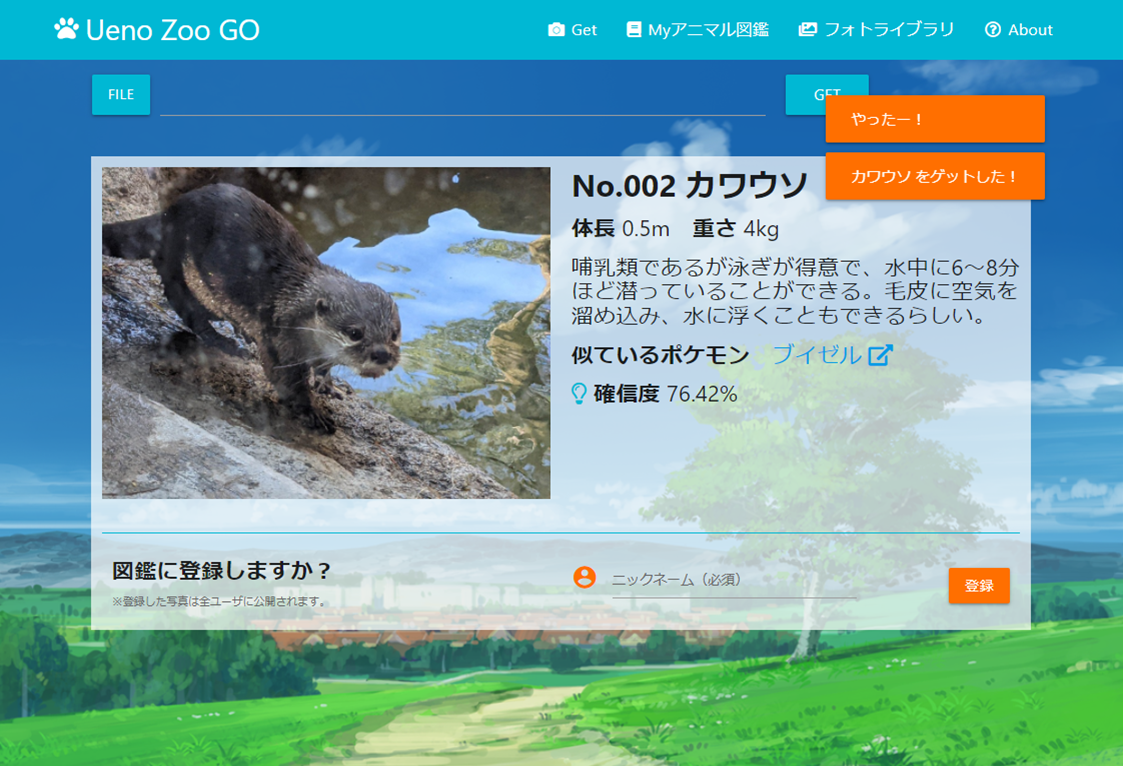 Ueno Zoo GO
Get
Myアニマル図鑑
フォトライブラリ
About
FILE
GET
やったー！
カワウソ をゲットした！
No.002 カワウソ
体長 0.5m 重さ 4kg
哺乳類であるが泳ぎが得意で、水中に6〜8分
ほど潜っていることができる。毛皮に空気を
溜め込み、水に浮くこともできるらしい。
似ているポケモン ブイゼル
確信度 76.42%
図鑑に登録しますか？
※登録した写真は全ユーザに公開されます。
ニックネーム（必須）
登録